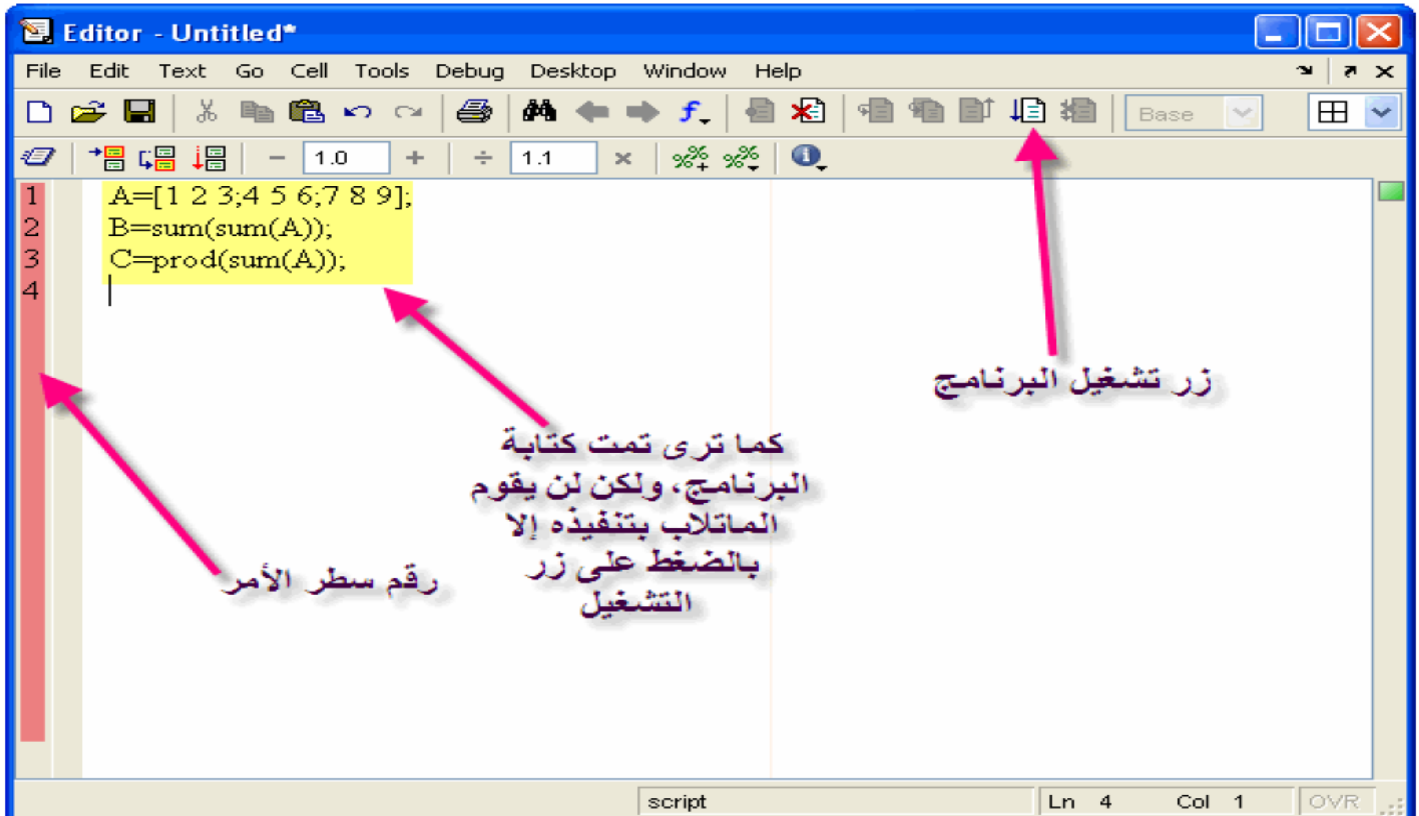 Editor - Untitled*
File Edit Text Go Cell Tools Debug Desktop Window Help
Base
1.0
1.1
1 A=[1 2 3;4 5 6;7 8 9];
2 B=sum(sum(A));
3 C=prod(sum(A));
4
زر تشغيل البرنامج
كما ترى تمت كتابة
البرنامج، ولكن لن يقوم
الماتلاب بتنفيذه إلا
بالضغط على زر
التشغيل
رقم سطر الأمر
script Ln 4 Col 1 OVR